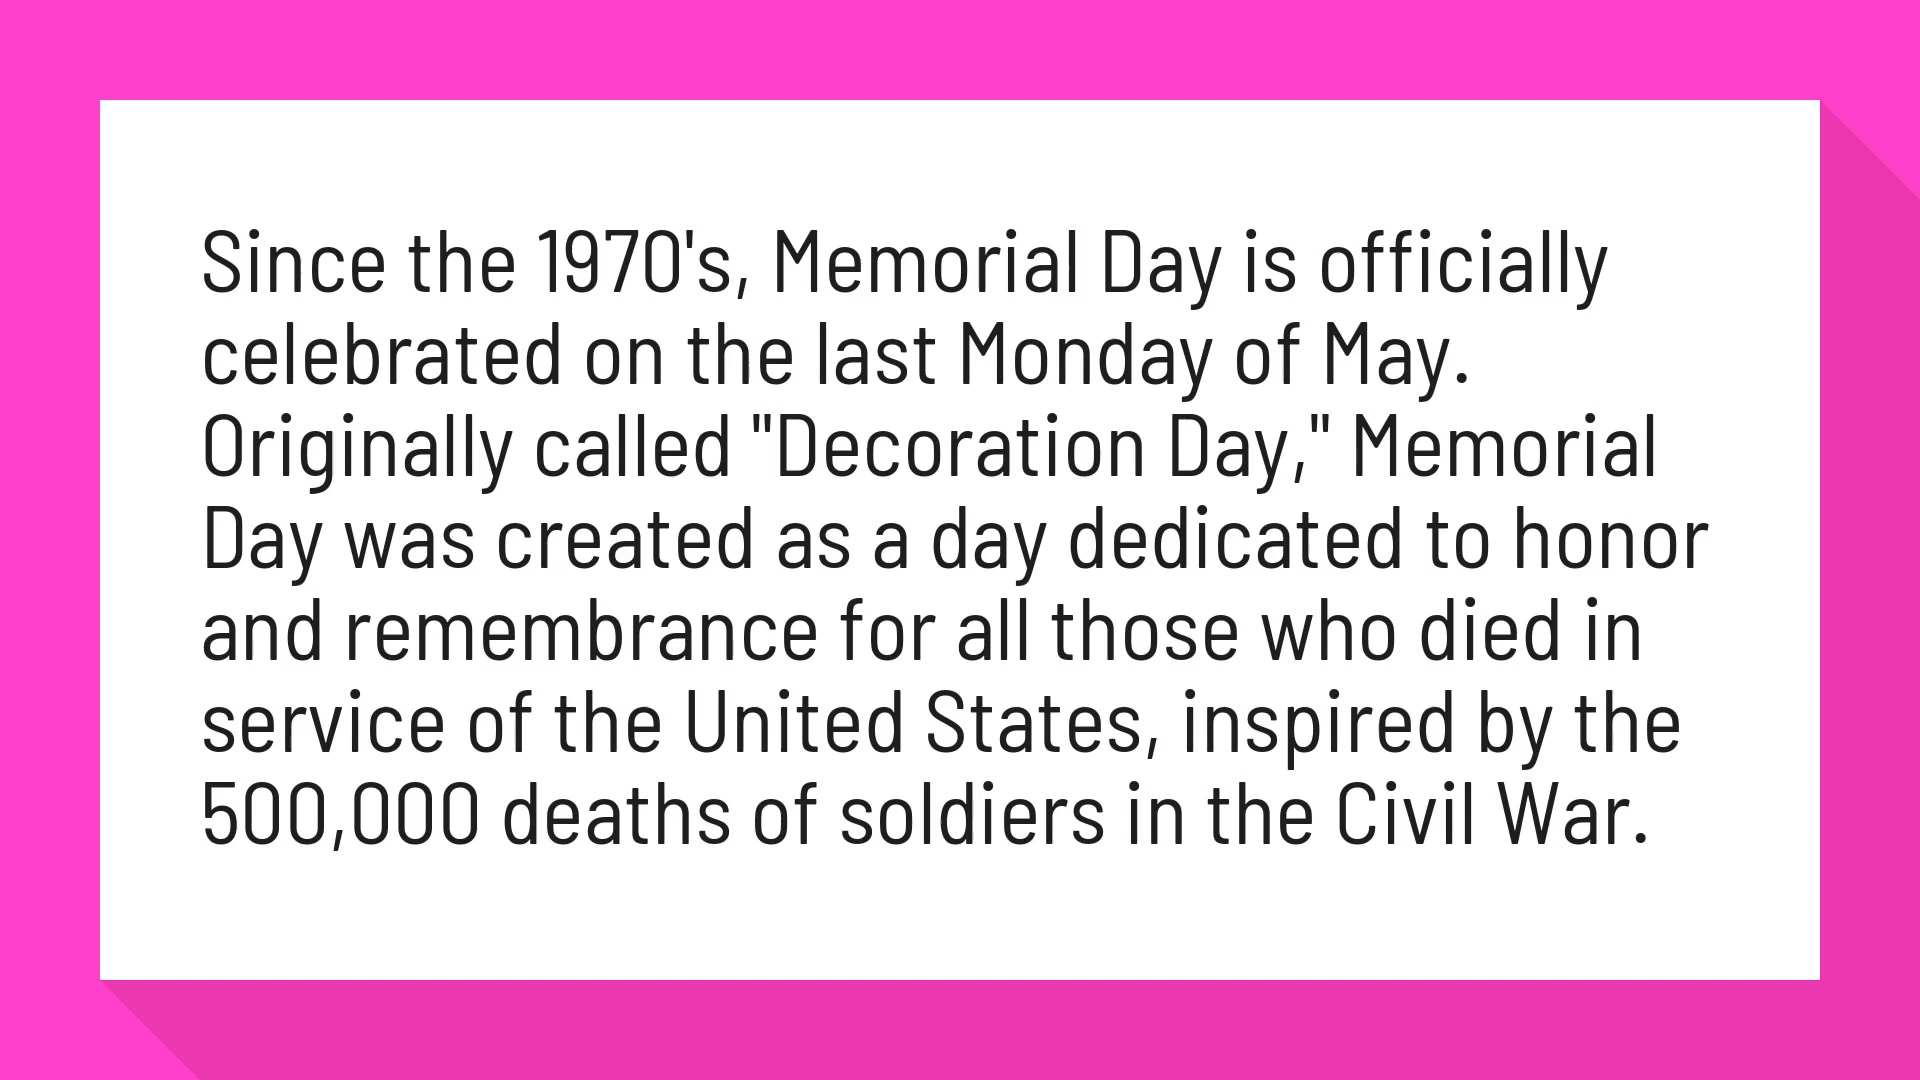 Since the 1970's, Memorial Day is officially
celebrated on the last Monday of May.
Originally called "Decoration Day," Memorial
Day was created as a day dedicated to honor
and remembrance for all those who died in
service of the United States, inspired by the
500,000 deaths of soldiers in the Civil War.